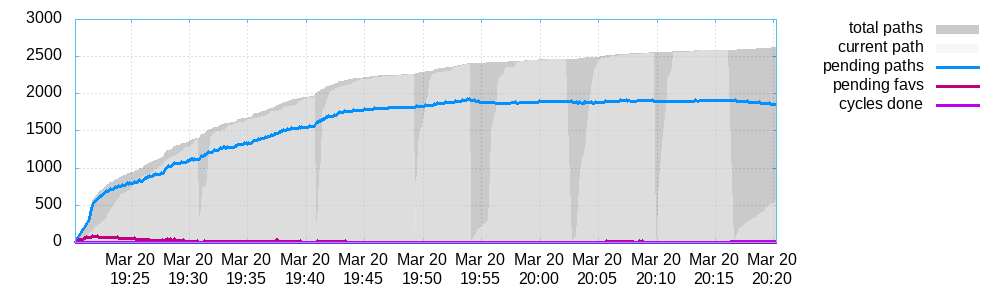 3000
2500
2000
1500
1000
500
0
Mar 20 Mar 20 Mar 20 Mar 20 Mar 20 Mar 20 Mar 20 Mar 20 Mar 20 Mar 20 Mar 20 Mar 20
19:25 19:30 19:35 19:40 19:45 19:50 19:55 20:00 20:05 20:10 20:15 20:20
total paths
current path
pending paths
pending favs
cycles done